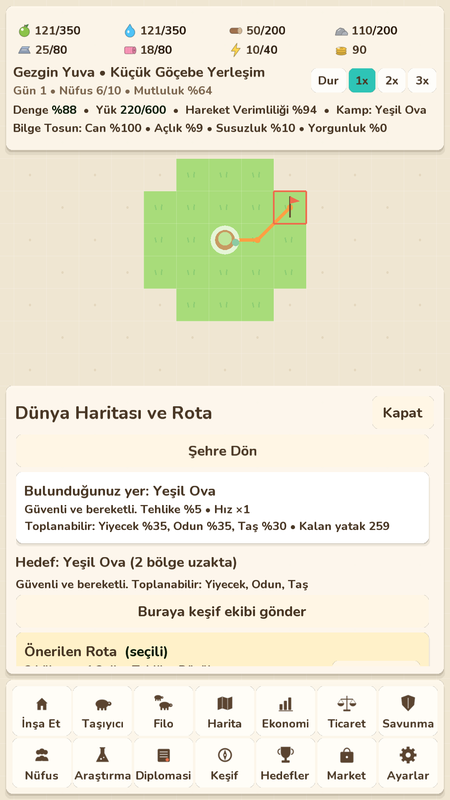 121/350 121/350 50/200 110/200
25/80 18/80 10/40 90
Gezgin Yuva • Küçük Göçebe Yerleşim
Gün 1 • Nüfus 6/10 • Mutluluk %64
Dur 1x 2x 3x
Denge %88 • Yük 220/600 • Hareket Verimliliği %94 • Kamp: Yeşil Ova
Bilge Tosun: Can %100 • Açlık %9 • Susuzluk %10 • Yorgunluk %0
Dünya Haritası ve Rota
Kapat
Şehre Dön
Bulunduğunuz yer: Yeşil Ova
Güvenli ve bereketli. Tehlike %5 • Hız ×1
Toplanabilir: Yiyecek %35, Odun %35, Taş %30 • Kalan yatak 259
Hedef: Yeşil Ova (2 bölge uzakta)
Güvenli ve bereketli. Toplanabilir: Yiyecek, Odun, Taş
Buraya keşif ekibi gönder
Önerilen Rota (seçili)
İnşa Et Taşıyıcı Filo Harita Ekonomi Ticaret Savunma
Nüfus Araştırma Diplomasi Keşif Hedefler Market Ayarlar